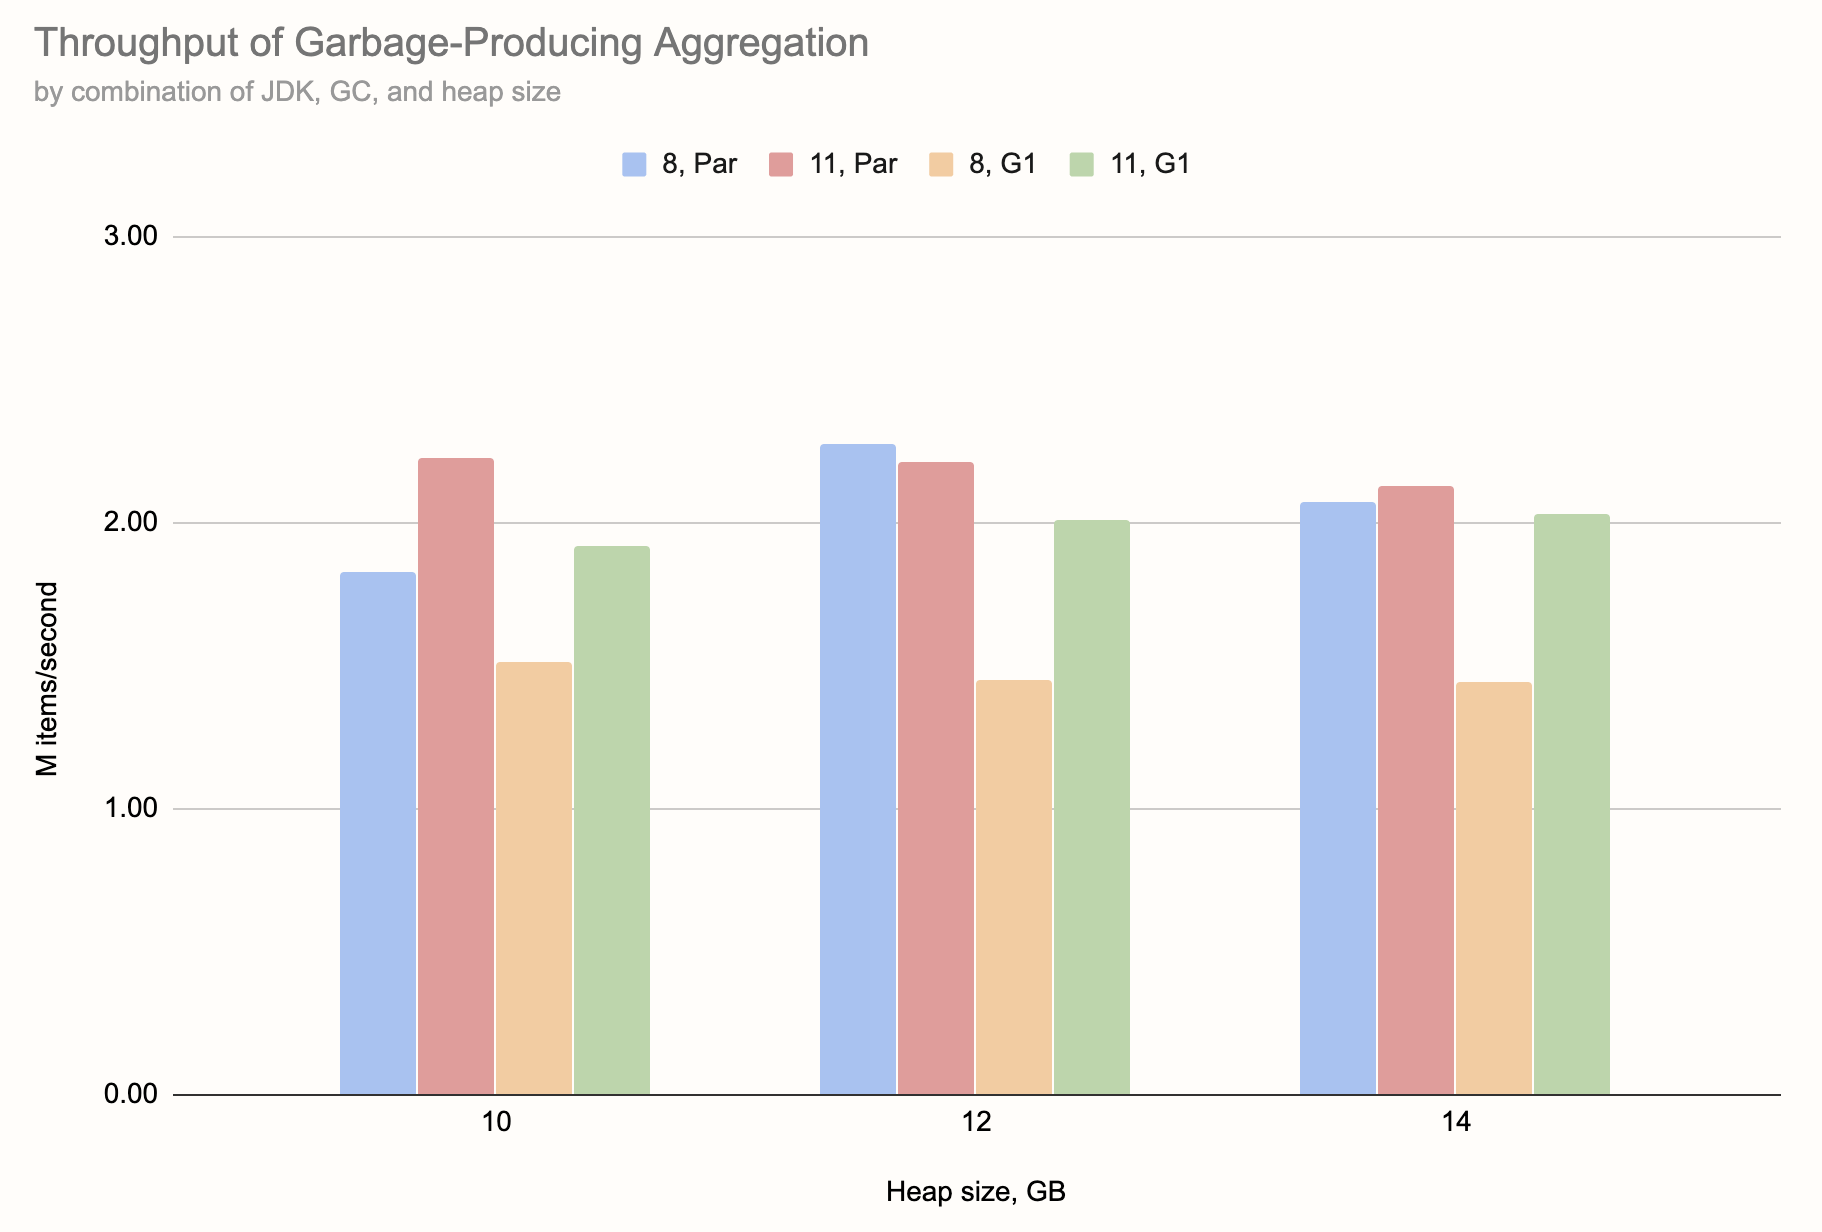 Throughput of Garbage-Producing Aggregation
by combination of JDK, GC, and heap size
8, Par 11, Par 8, G1 11, G1
3.00
2.00
1.00
0.00
M items/second
10 12 14
Heap size, GB